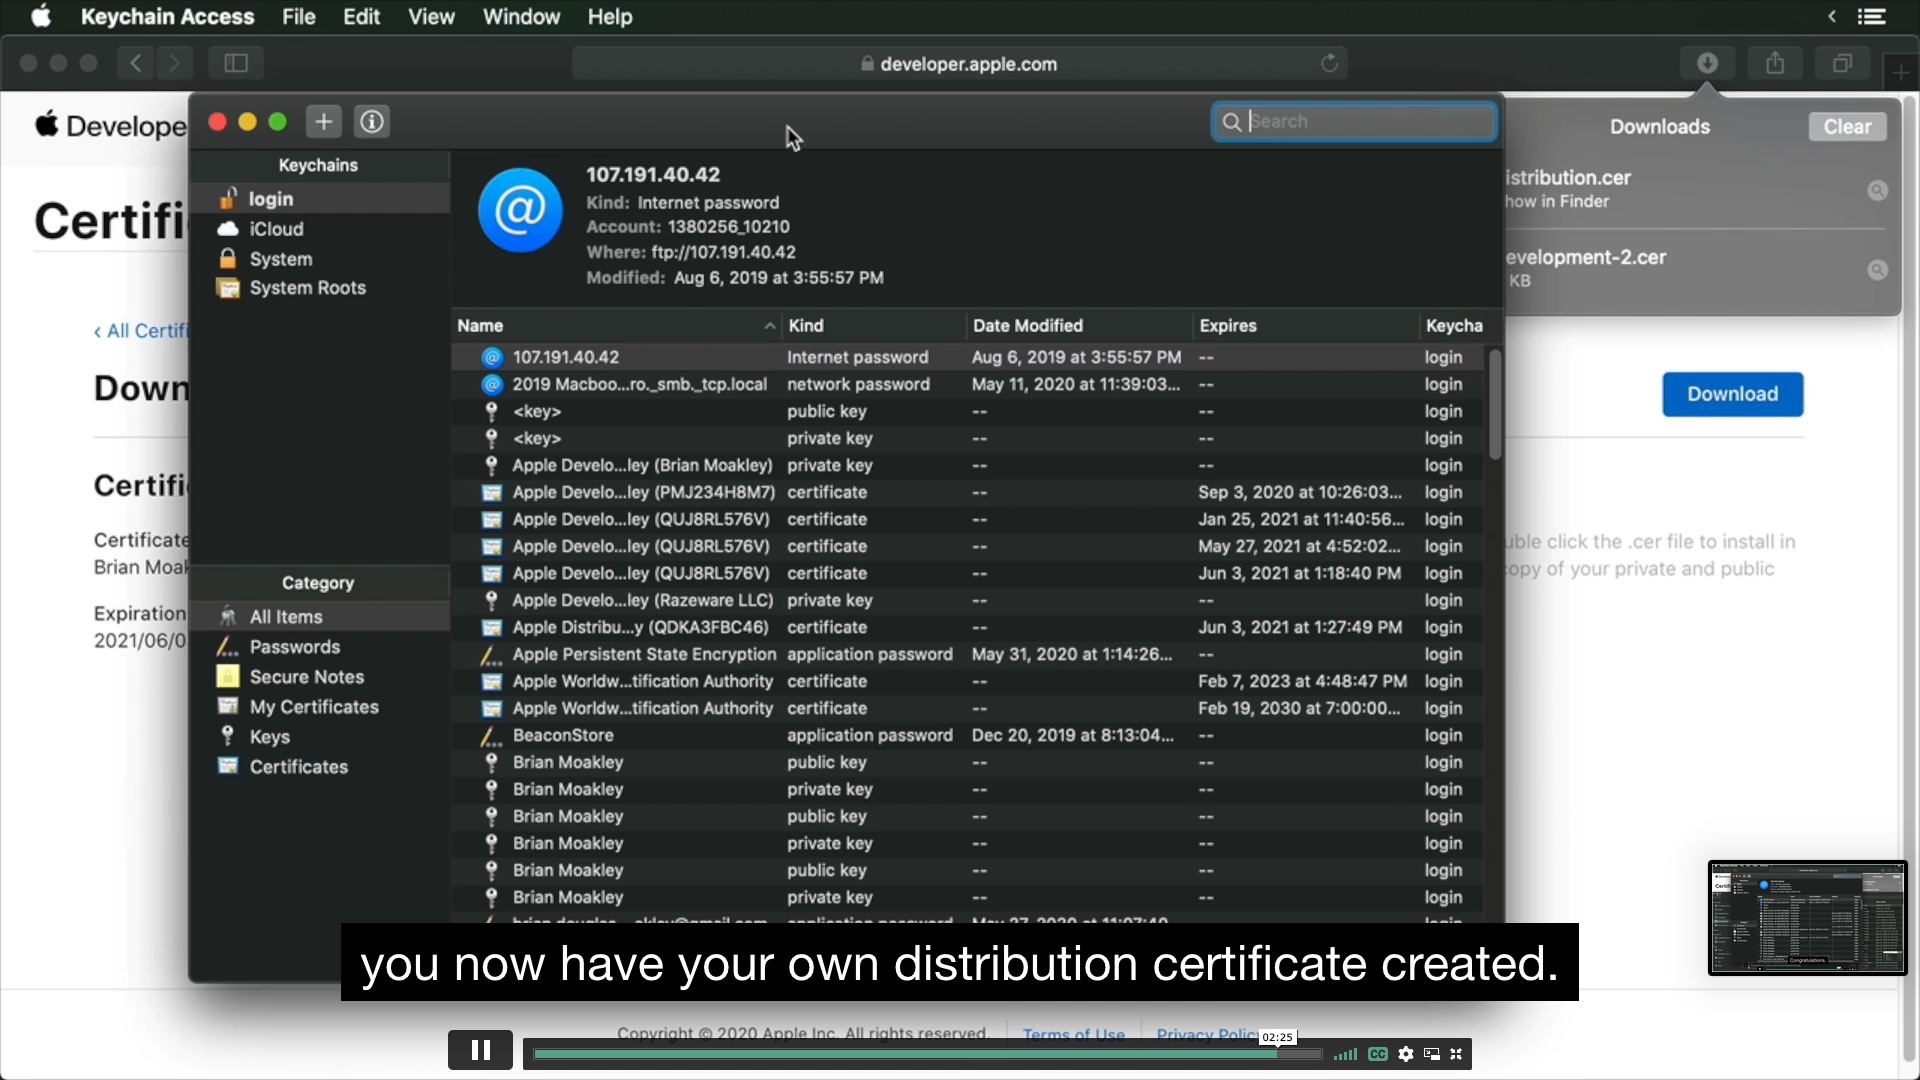 Keychain Access File Edit View Window Help
developer.apple.com
Develope
Downloads Clear
istribution.cer
how in Finder
evelopment-2.cer
KB
Certifi
< All Certifi
Down
Download
Certifi
Certificate
Brian Moak
Expiration
2021/06/0
uble click the .cer file to install in
opy of your private and public
Search
Keychains
login
iCloud
System
System Roots
Category
All Items
Passwords
Secure Notes
My Certificates
Keys
Certificates
107.191.40.42
Kind: Internet password
Account: 1380256_10210
Where: ftp://107.191.40.42
Modified: Aug 6, 2019 at 3:55:57 PM
Name Kind Date Modified Expires Keycha
107.191.40.42 Internet password Aug 6, 2019 at 3:55:57 PM -- login
2019 Macboo...ro._smb._tcp.local network password May 11, 2020 at 11:39:03... -- login
<key> public key -- -- login
<key> private key -- -- login
Apple Develo...ley (Brian Moakley) private key -- -- login
Apple Develo...ley (PMJ234H8M7) certificate -- Sep 3, 2020 at 10:26:03... login
Apple Develo...ley (QUJ8RL576V) certificate -- Jan 25, 2021 at 11:40:56... login
Apple Develo...ley (QUJ8RL576V) certificate -- May 27, 2021 at 4:52:02... login
Apple Develo...ley (QUJ8RL576V) certificate -- Jun 3, 2021 at 1:18:40 PM login
Apple Develo...ley (Razeware LLC) private key -- -- login
Apple Distribu...y (QDKA3FBC46) certificate -- Jun 3, 2021 at 1:27:49 PM login
Apple Persistent State Encryption application password May 31, 2020 at 1:14:26... -- login
Apple Worldw...tification Authority certificate -- Feb 7, 2023 at 4:48:47 PM login
Apple Worldw...tification Authority certificate -- Feb 19, 2030 at 7:00:00... login
BeaconStore application password Dec 20, 2019 at 8:13:04... -- login
Brian Moakley public key -- -- login
Brian Moakley private key -- -- login
Brian Moakley public key -- -- login
Brian Moakley private key -- -- login
Brian Moakley public key -- -- login
Brian Moakley private key -- -- login
you now have your own distribution certificate created.
Copyright © 2020 Apple Inc. All rights reserved. Terms of Use Privacy Polic
02:25
CC
Congratulations,